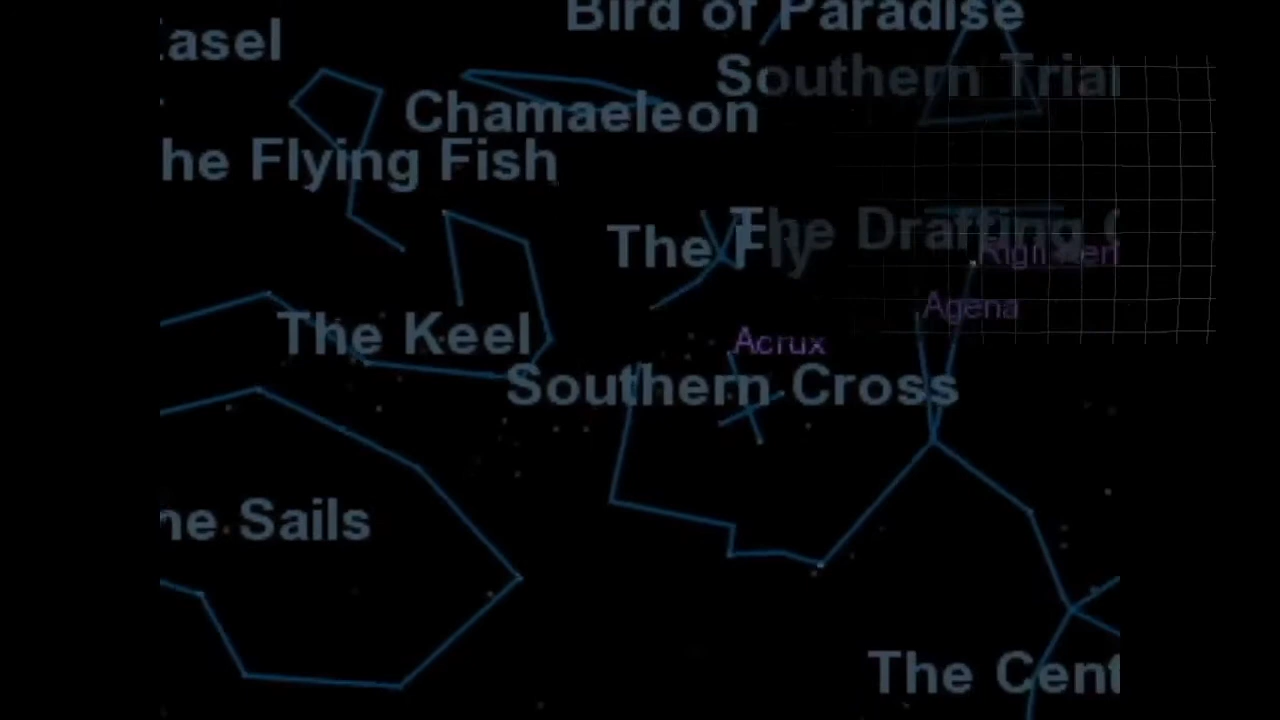 Bird of Paradise
asel
Southern Trian
Chamaeleon
he Flying Fish
The Fly
The Drafting
Agena
The Keel
Acrux
Southern Cross
ne Sails
The Cent